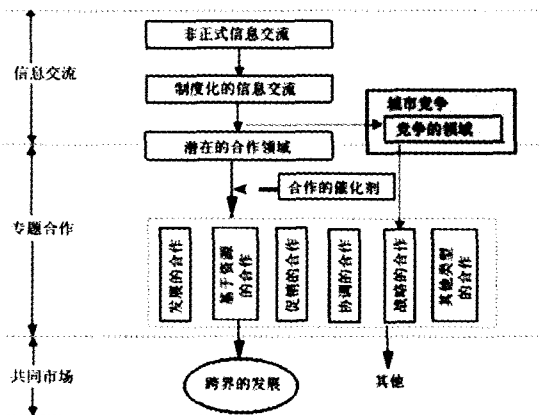 非正式信息交流
信息交流
制度化的信息交流
城市竞争
竞争的领域
潜在的合作领域
合作的催化剂
专题合作
发展的合作
基于资源
的合作
促销的合作
协调的合作
战略的合作
其他类型
的合作
共同市场
跨界的发展
其他